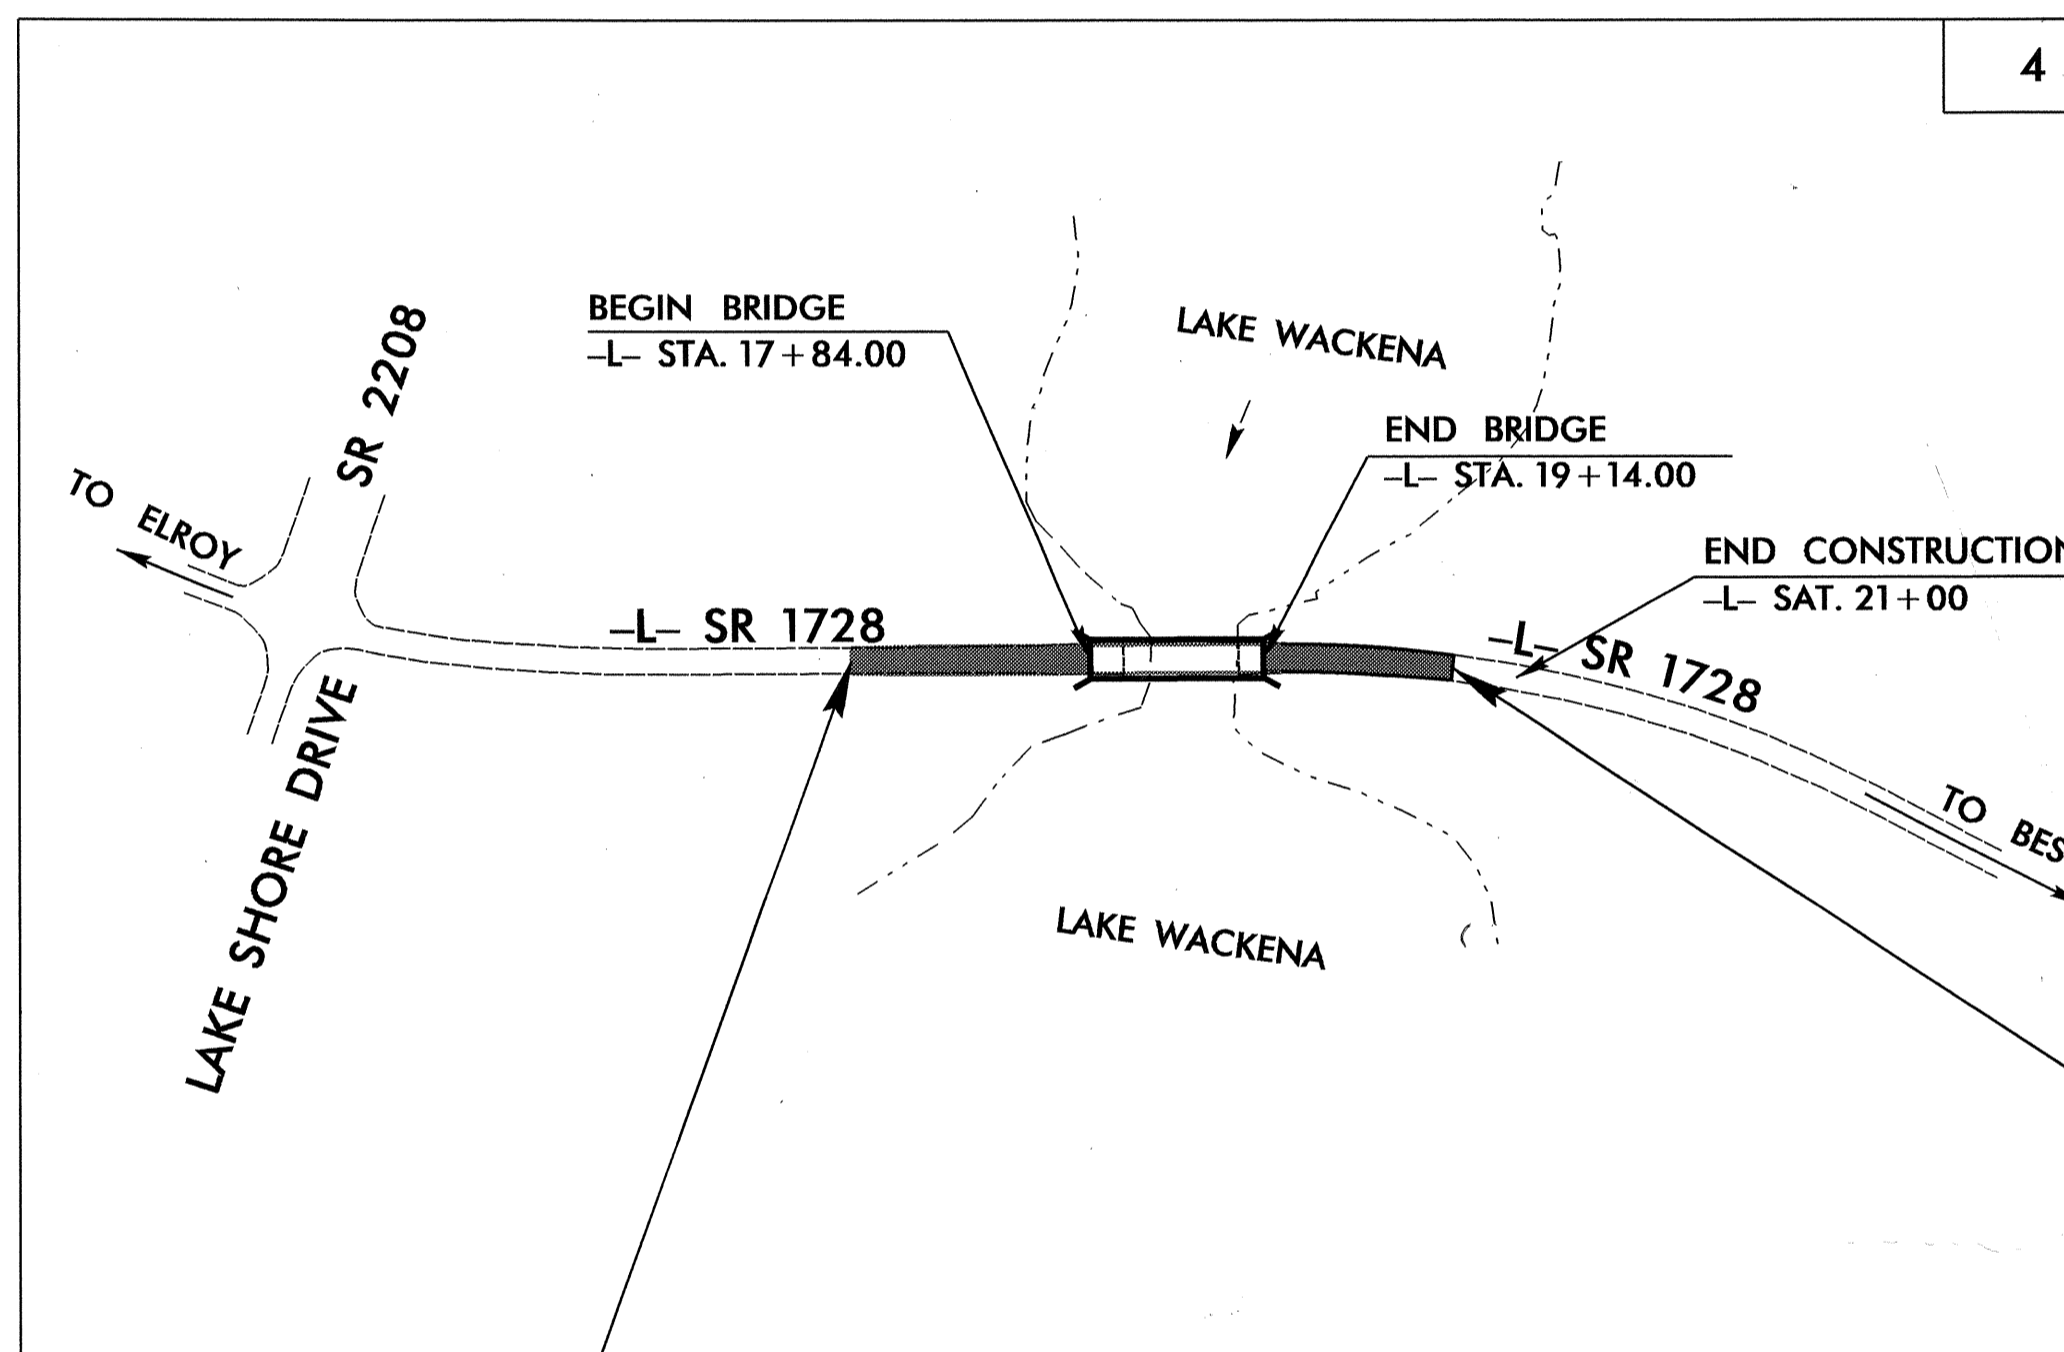 4
BEGIN BRIDGE
–L– STA. 17+84.00
LAKE WACKENA
SR 2208
END BRIDGE
–L– STA. 19+14.00
TO ELROY
END CONSTRUCTION
–L– SAT. 21+00
–L– SR 1728
–L– SR 1728
LAKE SHORE DRIVE
TO BES
LAKE WACKENA